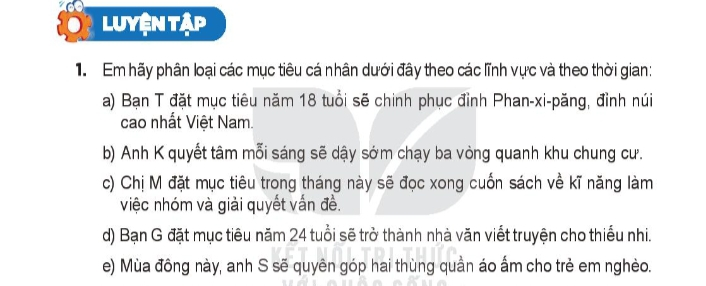 LUYỆN TẬP
1. Em hãy phân loại các mục tiêu cá nhân dưới đây theo các lĩnh vực và theo thời gian:
a) Bạn T đặt mục tiêu năm 18 tuổi sẽ chinh phục đỉnh Phan-xi-păng, đỉnh núi
cao nhất Việt Nam.
b) Anh K quyết tâm mỗi sáng sẽ dậy sớm chạy ba vòng quanh khu chung cư.
c) Chị M đặt mục tiêu trong tháng này sẽ đọc xong cuốn sách về kĩ năng làm
việc nhóm và giải quyết vấn đề.
d) Bạn G đặt mục tiêu năm 24 tuổi sẽ trở thành nhà văn viết truyện cho thiếu nhi.
KẾT NỐI TRI THỨC
e) Mùa đông này, anh S sẽ quyên góp hai thùng quần áo ấm cho trẻ em nghèo.
VỚI CUỘC SỐNG